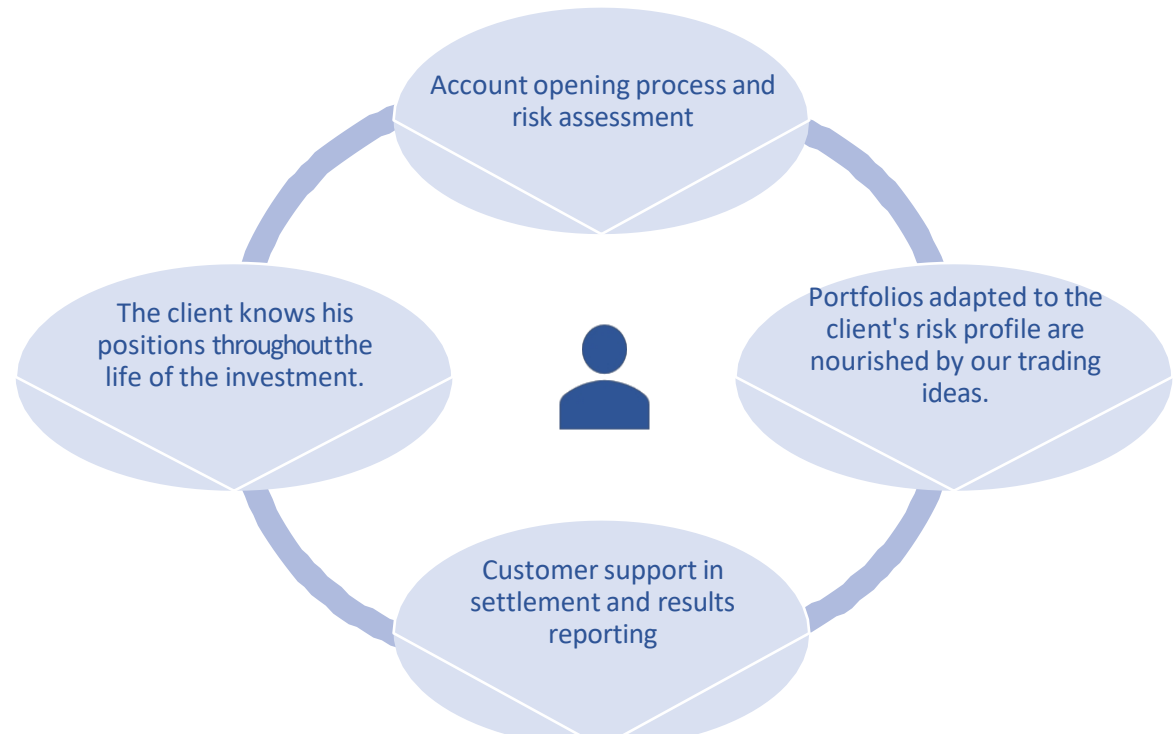 Account opening process and
risk assessment
The client knows his
positions throughout the
life of the investment.
Portfolios adapted to the
client's risk profile are
nourished by our trading
ideas.
Customer support in
settlement and results
reporting